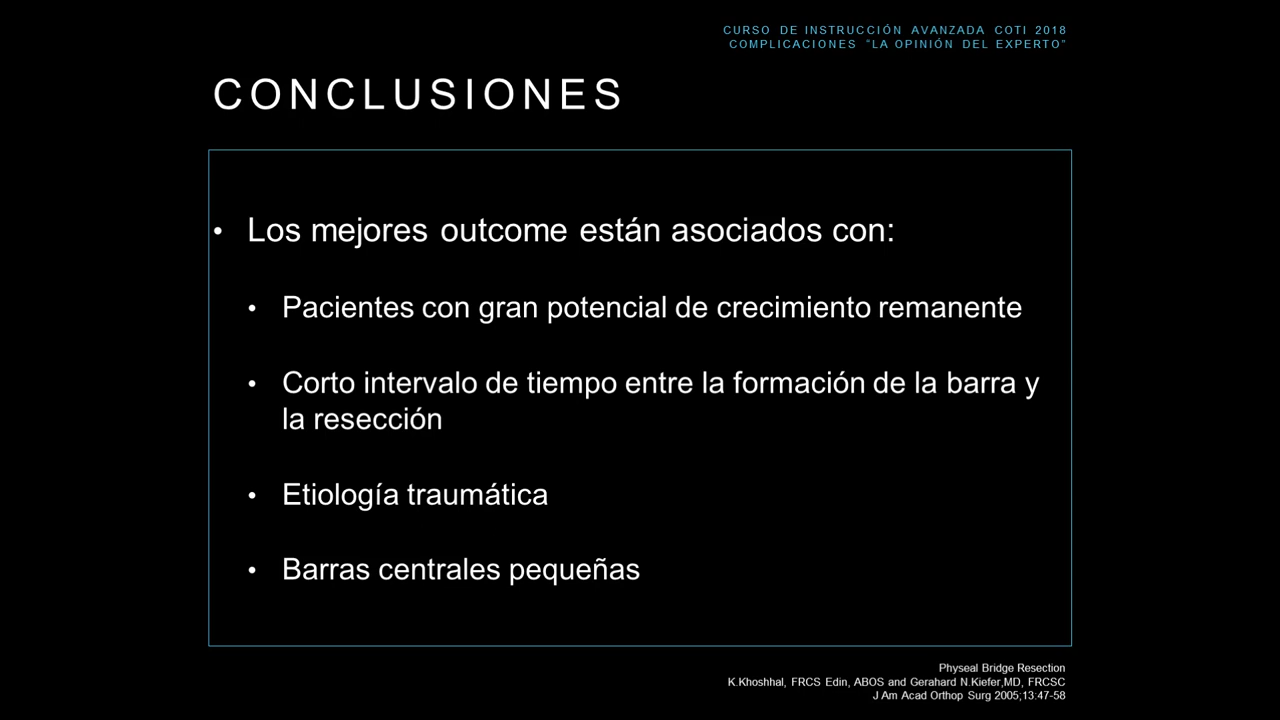 CURSO DE INSTRUCCIÓN AVANZADA COTI 2018
COMPLICACIONES “LA OPINIÓN DEL EXPERTO”
CONCLUSIONES
• Los mejores outcome están asociados con:
• Pacientes con gran potencial de crecimiento remanente
• Corto intervalo de tiempo entre la formación de la barra y
la resección
• Etiología traumática
• Barras centrales pequeñas
Physeal Bridge Resection
K.Khoshhal, FRCS Edin, ABOS and Gerahard N.Kiefer,MD, FRCSC
J Am Acad Orthop Surg 2005;13:47-58